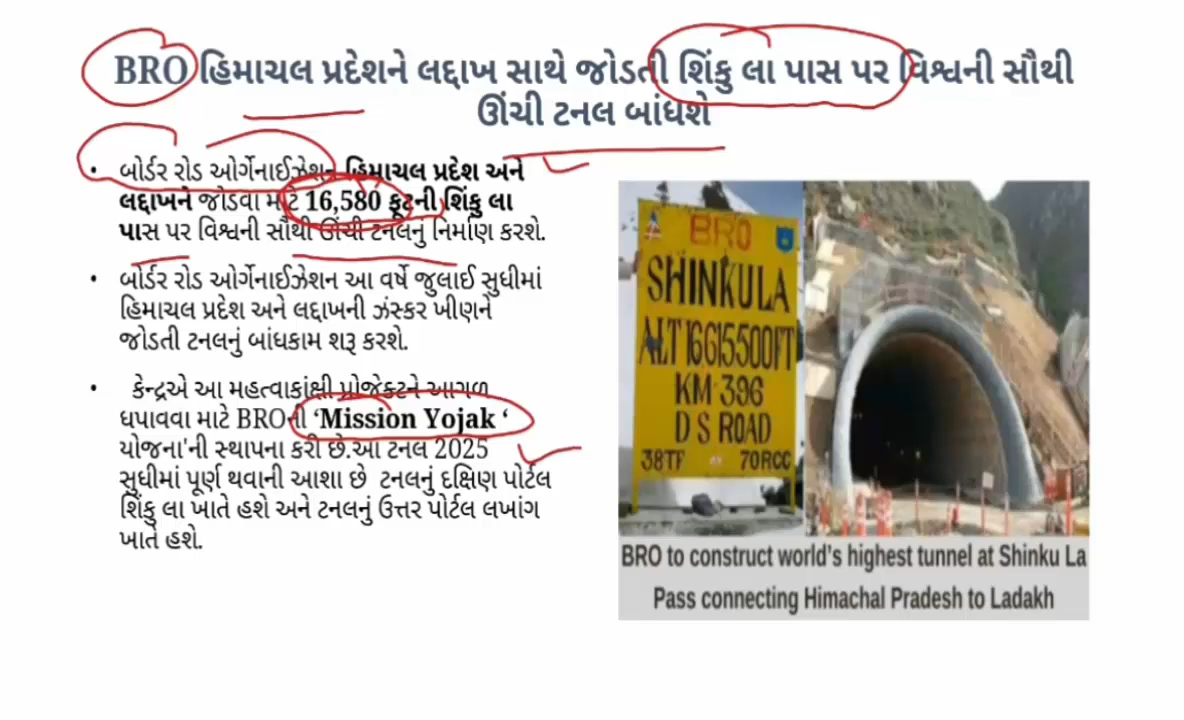 BRO હિમાચલ પ્રદેશને લદ્દાખ સાથે જોડતી શિંકુ લા પાસ પર વિશ્વની સૌથી
ઊંચી ટનલ બાંધશે
• બોર્ડર રોડ ઓર્ગેનાઈઝેશન હિમાચલ પ્રદેશ અને
લદ્દાખને જોડવા માટે 16,580 ફૂટની શિંકુ લા
પાસ પર વિશ્વની સૌથી ઊંચી ટનલનું નિર્માણ કરશે.
• બોર્ડર રોડ ઓર્ગેનાઈઝેશન આ વર્ષે જુલાઈ સુધીમાં
હિમાચલ પ્રદેશ અને લદ્દાખની ઝંસ્કર ખીણને
જોડતી ટનલનું બાંધકામ શરૂ કરશે.
• કેન્દ્રએ આ મહત્વાકાંક્ષી પ્રોજેક્ટને આગળ
ધપાવવા માટે BROની ‘Mission Yojak ‘
યોજના'ની સ્થાપના કરી છે.આ ટનલ 2025
સુધીમાં પૂર્ણ થવાની આશા છે ટનલનું દક્ષિણ પોર્ટલ
શિંકુ લા ખાતે હશે અને ટનલનું ઉત્તર પોર્ટલ લખાંગ
ખાતે હશે.
BRO
SHINKULA
ALT 16615500FT
KM-396
D S ROAD
38TF 70RCC
BRO to construct world's highest tunnel at Shinku La
Pass connecting Himachal Pradesh to Ladakh